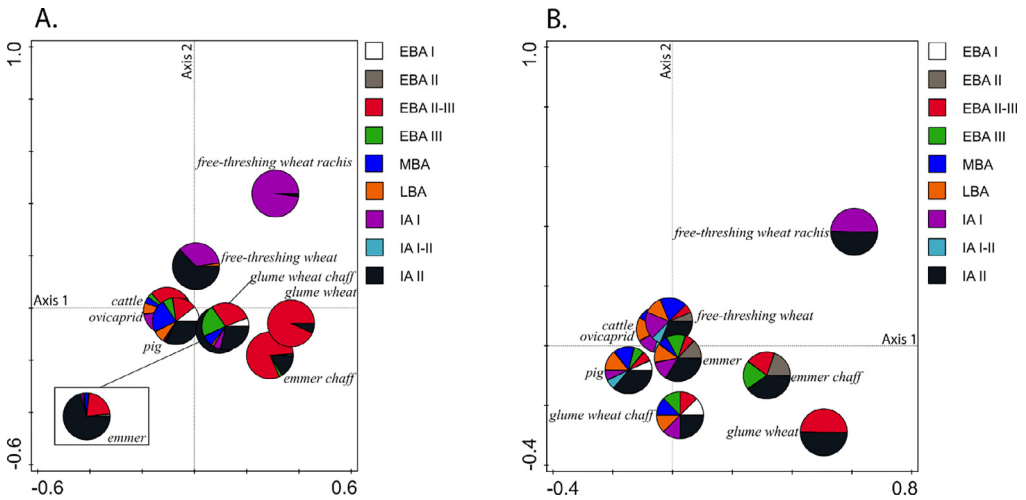 A.
1.0
Axis 2
free-threshing wheat rachis
free-threshing wheat
glume wheat chaff
glume wheat
Axis 1
cattle
ovicaprid
pig
emmer chaff
emmer
-0.6
-0.6
0.6
EBA I
EBA II
EBA II-III
EBA III
MBA
LBA
IA I
IA I-II
IA II
B.
1.0
Axis 2
free-threshing wheat rachis
free-threshing wheat
cattle
ovicaprid
Axis 1
emmer
pig
emmer chaff
glume wheat chaff
glume wheat
-0.4
-0.4
0.8
EBA I
EBA II
EBA II-III
EBA III
MBA
LBA
IA I
IA I-II
IA II